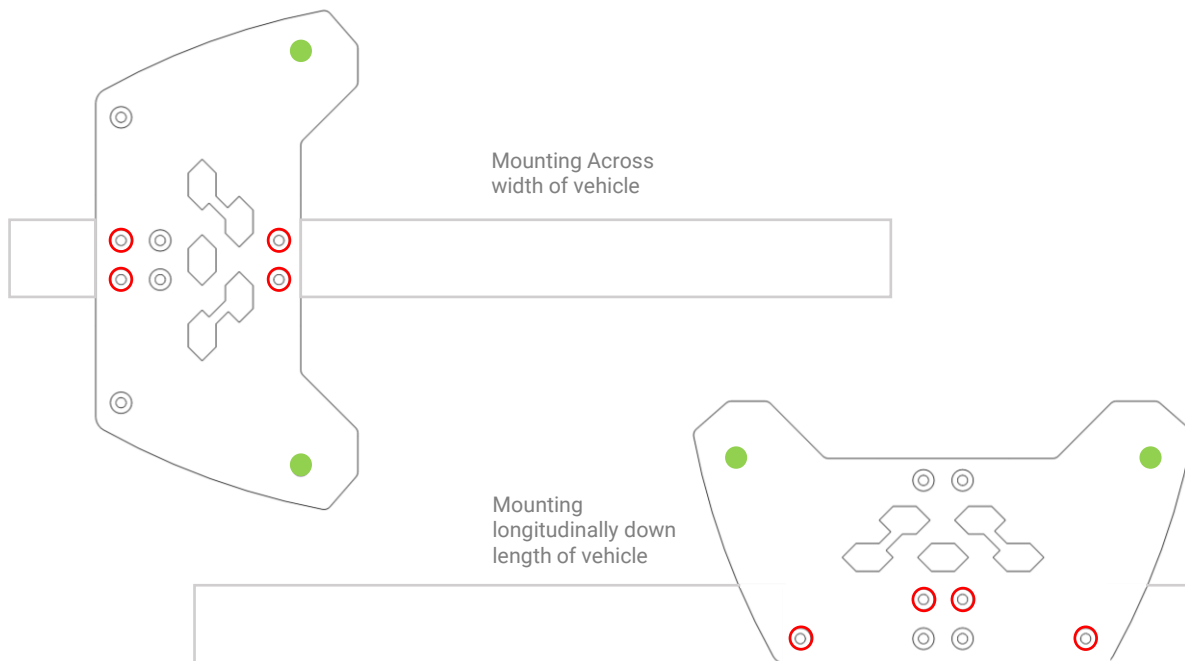 Mounting Across
width of vehicle
Mounting
longitudinally down
length of vehicle